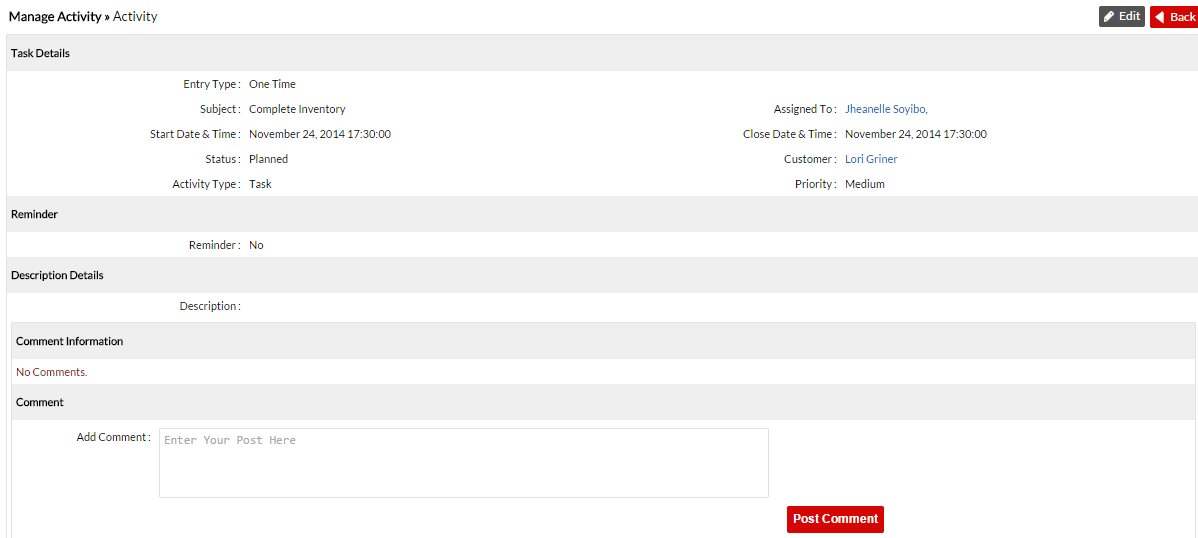 Manage Activity » Activity
Edit
Back
Task Details
Entry Type : One Time
Subject : Complete Inventory Assigned To : Jheanelle Soyibo,
Start Date & Time : November 24, 2014 17:30:00 Close Date & Time : November 24, 2014 17:30:00
Status : Planned Customer : Lori Griner
Activity Type : Task Priority : Medium
Reminder
Reminder : No
Description Details
Description :
Comment Information
No Comments.
Comment
Add Comment : Enter Your Post Here
Post Comment